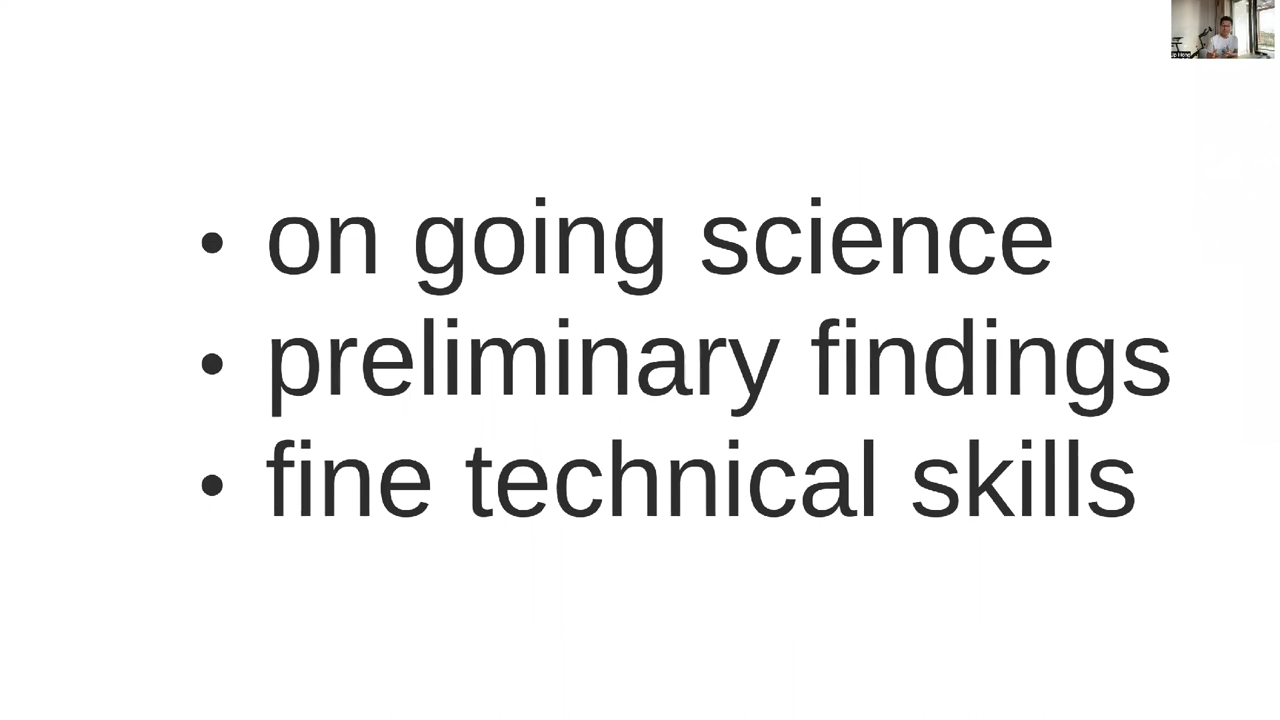 • on going science
• preliminary findings
• fine technical skills